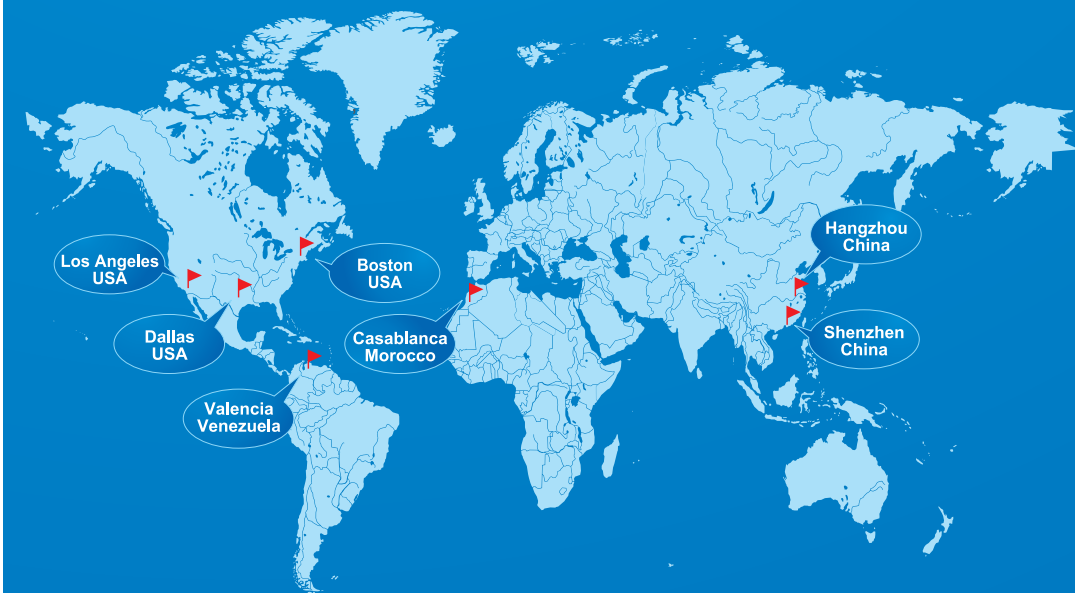 Hangzhou
China
Los Angeles
USA
Boston
USA
Dallas
USA
Casablanca
Morocco
Shenzhen
China
Valencia
Venezuela